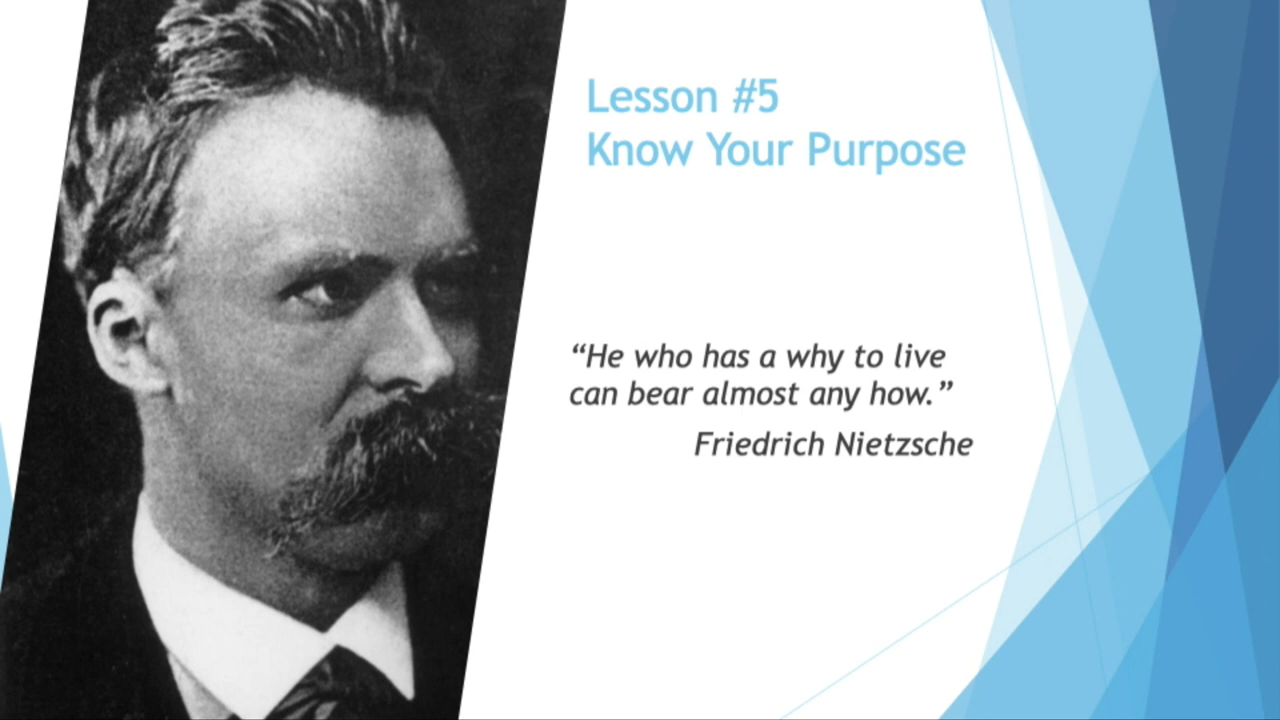 Lesson #5
Know Your Purpose
“He who has a why to live
can bear almost any how.”
Friedrich Nietzsche